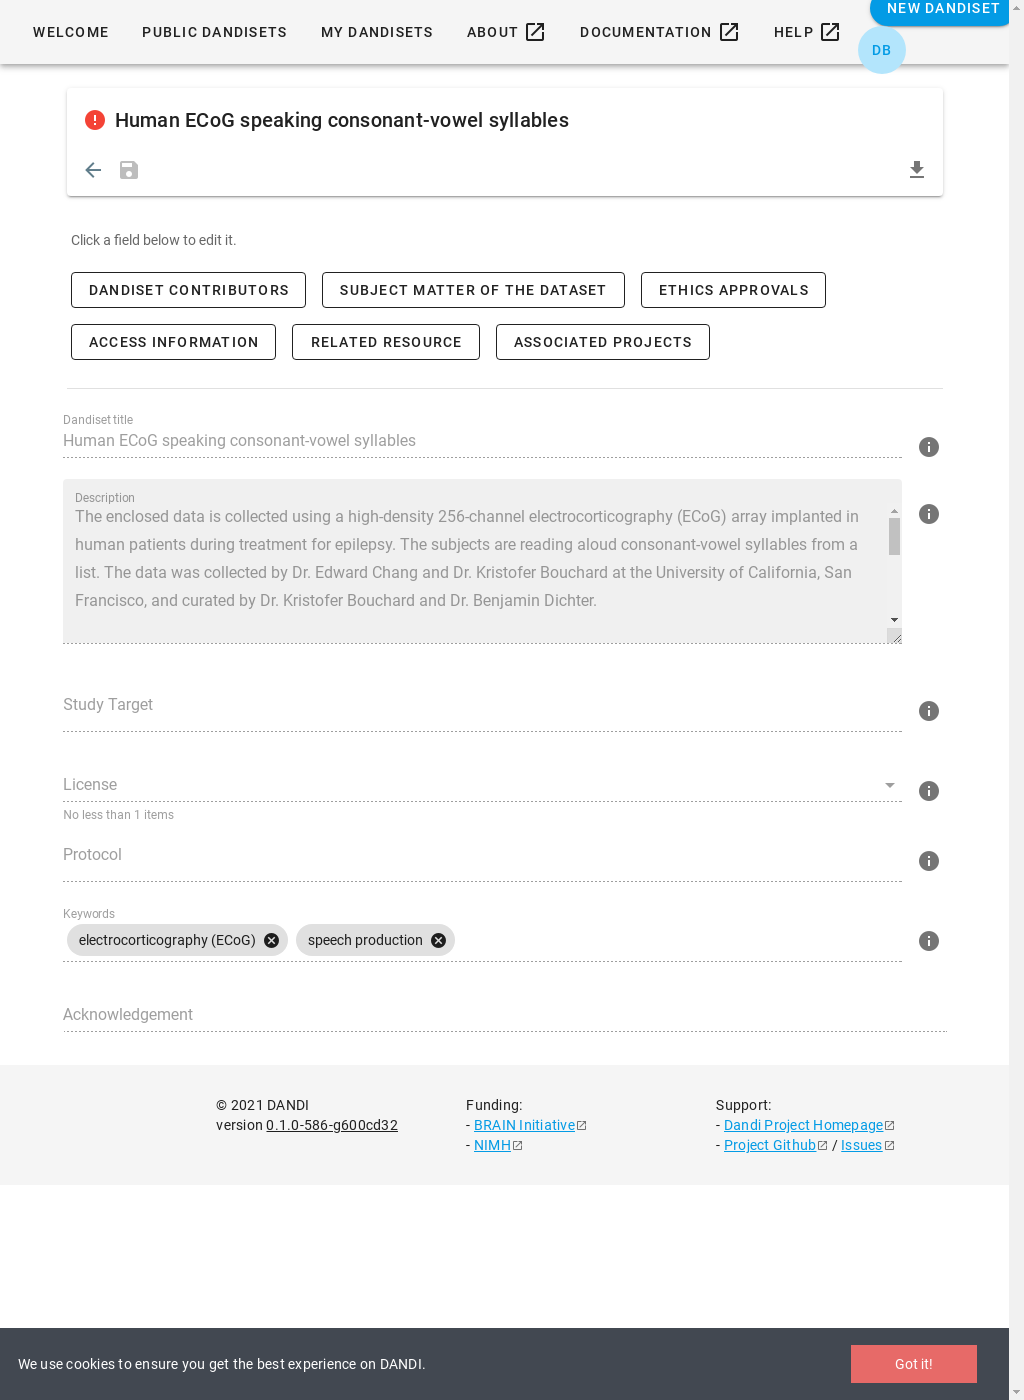 WELCOME PUBLIC DANDISETS MY DANDISETS ABOUT DOCUMENTATION HELP NEW DANDISET
DB
Human ECoG speaking consonant-vowel syllables
Click a field below to edit it.
DANDISET CONTRIBUTORS SUBJECT MATTER OF THE DATASET ETHICS APPROVALS
ACCESS INFORMATION RELATED RESOURCE ASSOCIATED PROJECTS
Dandiset title
Human ECoG speaking consonant-vowel syllables
Description
The enclosed data is collected using a high-density 256-channel electrocorticography (ECoG) array implanted in
human patients during treatment for epilepsy. The subjects are reading aloud consonant-vowel syllables from a
list. The data was collected by Dr. Edward Chang and Dr. Kristofer Bouchard at the University of California, San
Francisco, and curated by Dr. Kristofer Bouchard and Dr. Benjamin Dichter.
Study Target
License
No less than 1 items
Protocol
Keywords
electrocorticography (ECoG) speech production
Acknowledgement
© 2021 DANDI
version 0.1.0-586-g600cd32
Funding:
- BRAIN Initiative
- NIMH
Support:
- Dandi Project Homepage
- Project Github / Issues
We use cookies to ensure you get the best experience on DANDI.
Got it!